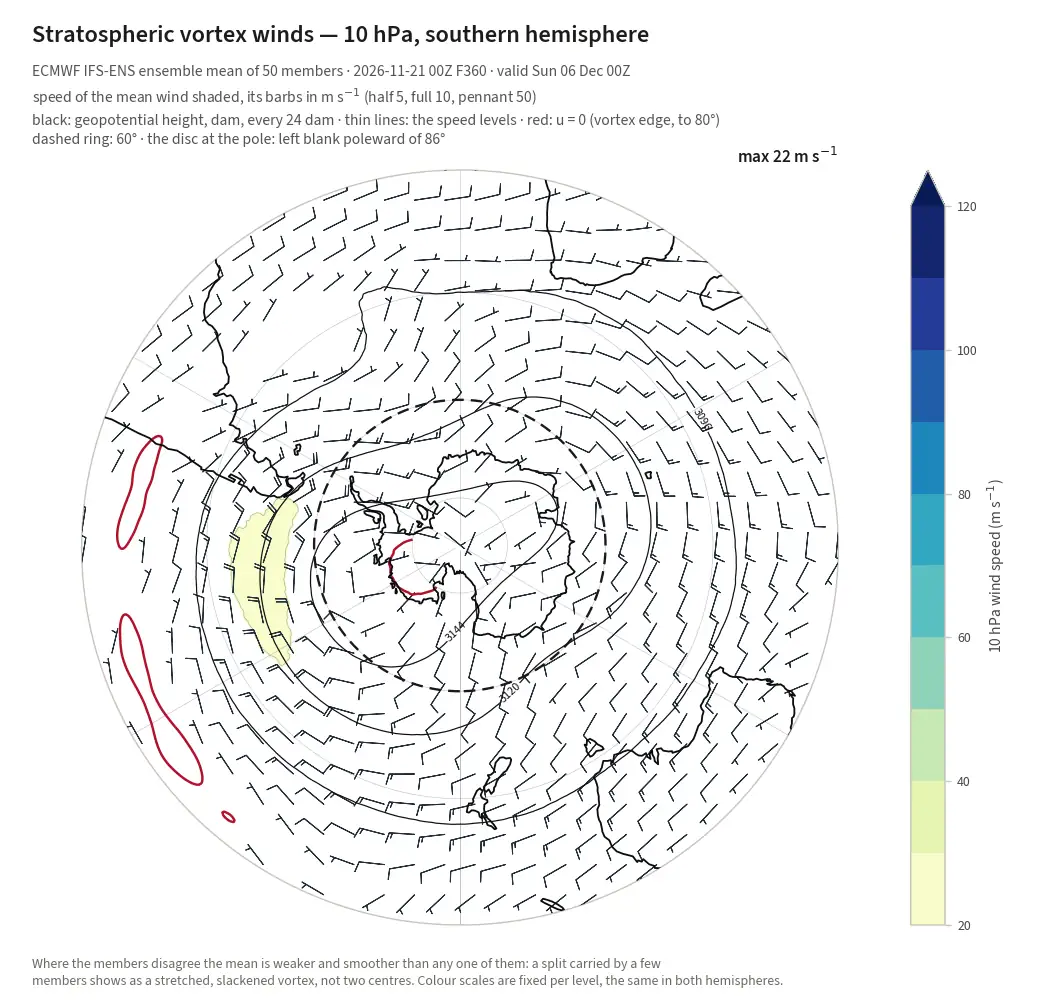 Stratospheric vortex winds — 10 hPa, southern hemisphere
ECMWF IFS-ENS ensemble mean of 50 members · 2026-11-21 00Z F360 · valid Sun 06 Dec 00Z
speed of the mean wind shaded, its barbs in m s⁻¹ (half 5, full 10, pennant 50)
black: geopotential height, dam, every 24 dam · thin lines: the speed levels · red: u = 0 (vortex edge, to 80°)
dashed ring: 60° · the disc at the pole: left blank poleward of 86°
max 22 m s⁻¹
120
100
80
60
40
20
10 hPa wind speed (m s⁻¹)
3096
3144
3120
Where the members disagree the mean is weaker and smoother than any one of them: a split carried by a few
members shows as a stretched, slackened vortex, not two centres. Colour scales are fixed per level, the same in both hemispheres.